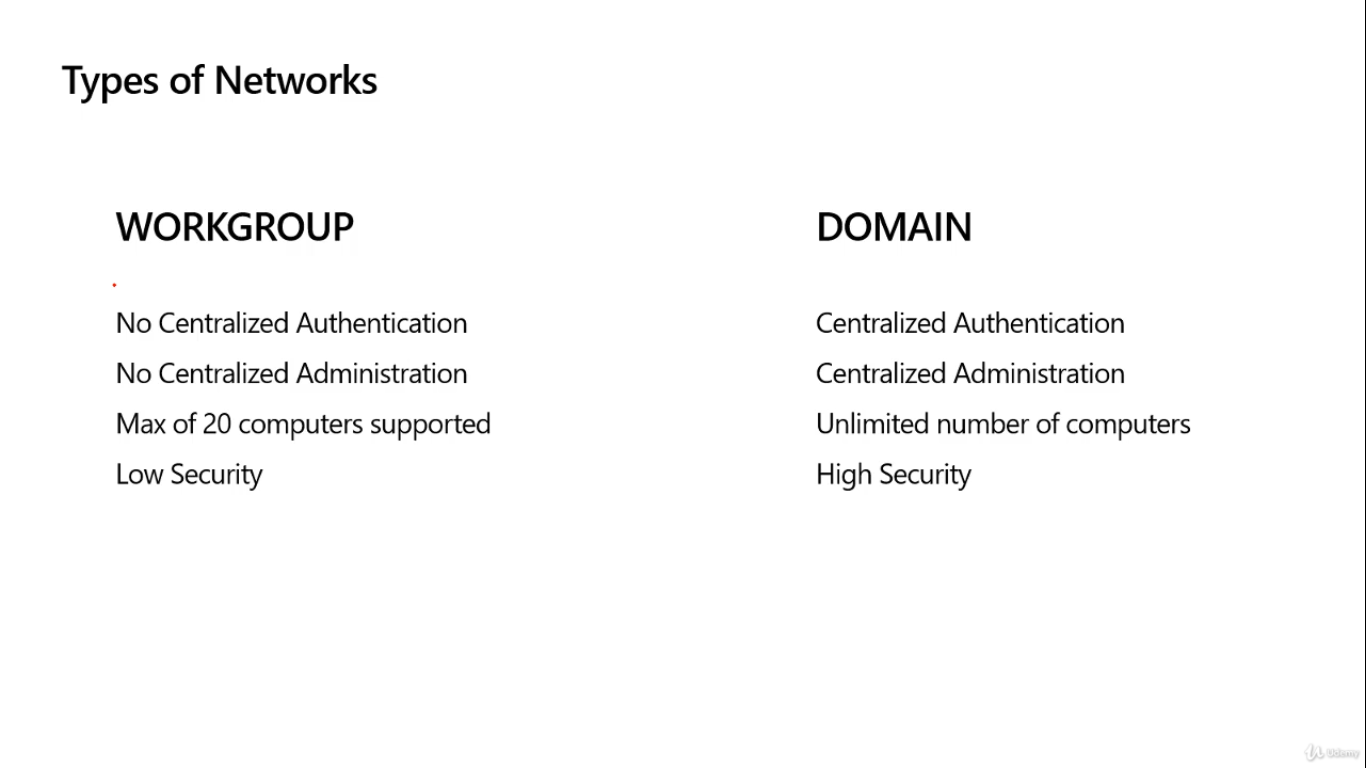 Types of Networks
WORKGROUP
No Centralized Authentication
No Centralized Administration
Max of 20 computers supported
Low Security
DOMAIN
Centralized Authentication
Centralized Administration
Unlimited number of computers
High Security
Udemy